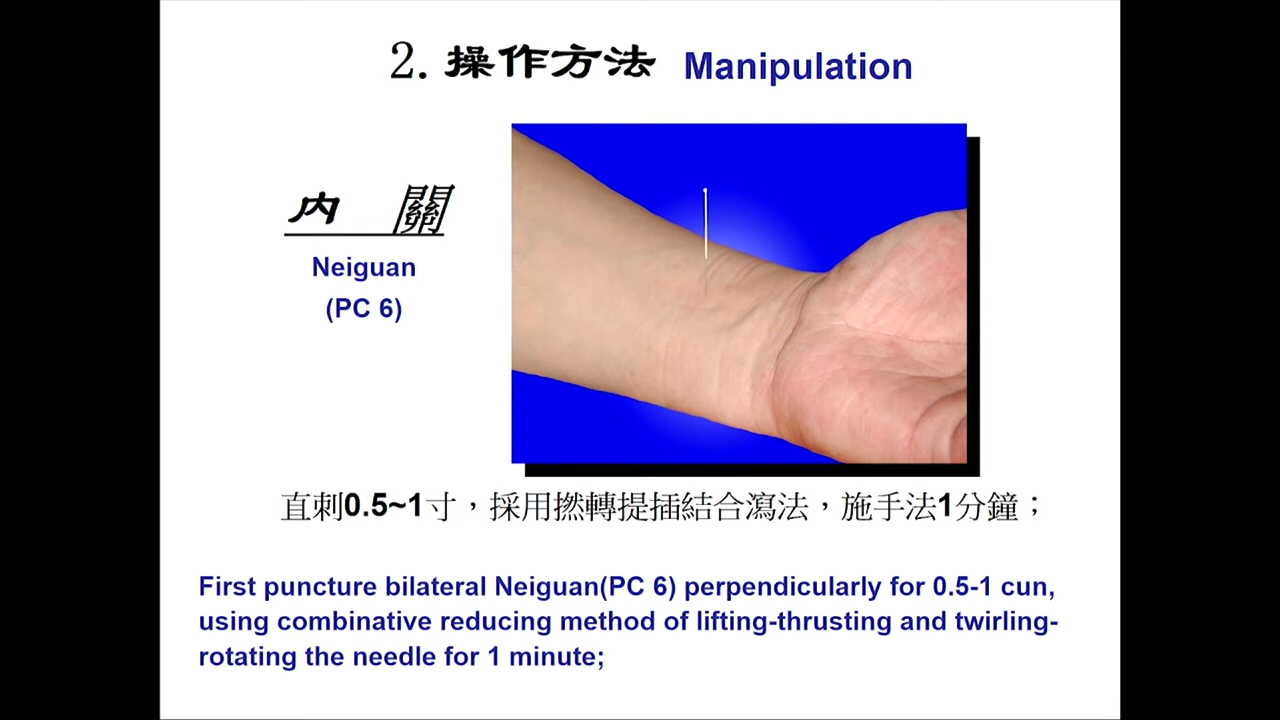 2. 操作方法 Manipulation
內 關
Neiguan
(PC 6)
直刺0.5~1寸，採用撚轉提插結合瀉法，施手法1分鐘；
First puncture bilateral Neiguan(PC 6) perpendicularly for 0.5-1 cun,
using combinative reducing method of lifting-thrusting and twirling-
rotating the needle for 1 minute;